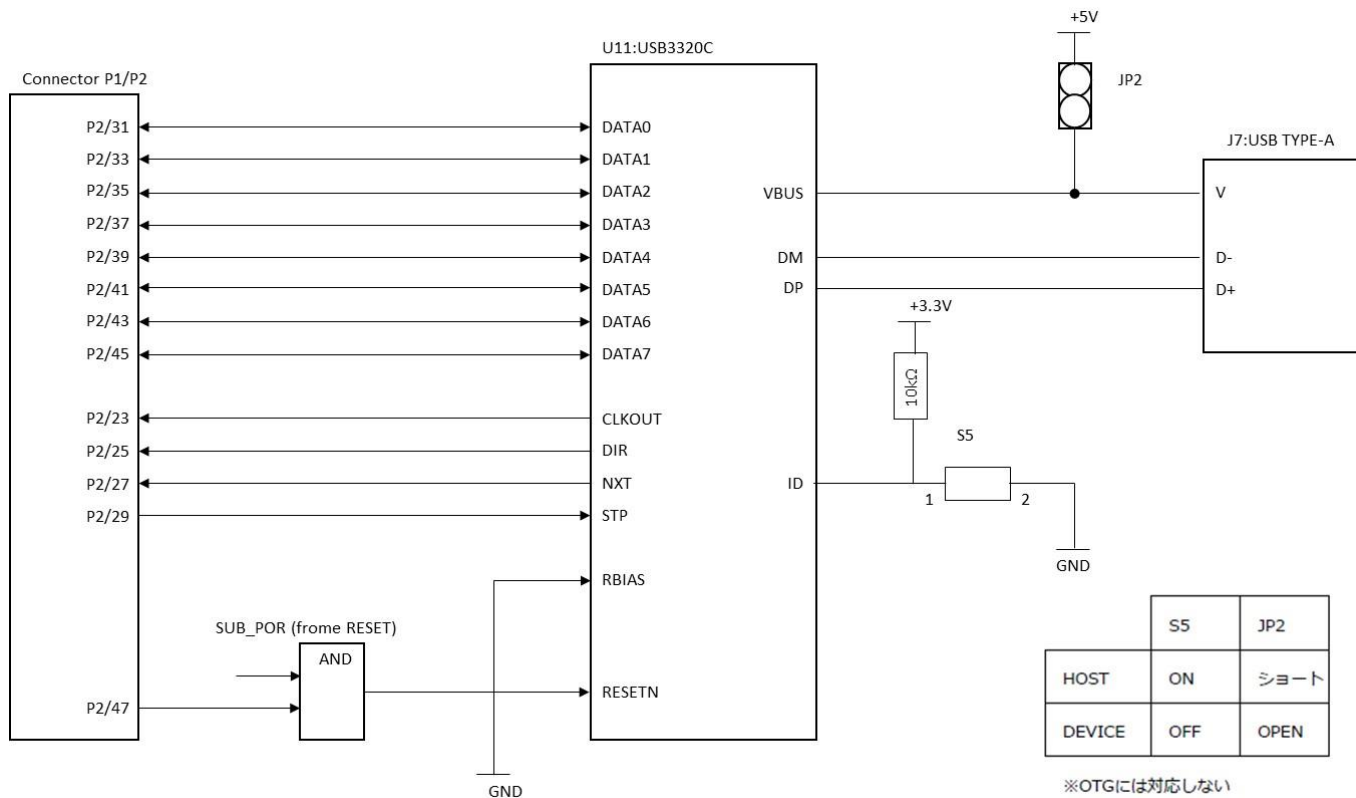 +5V
U11:USB3320C
Connector P1/P2
JP2
J7:USB TYPE-A
P2/31
DATA0
P2/33
DATA1
P2/35
DATA2
VBUS
V
P2/37
DATA3
P2/39
DATA4
DM
D-
P2/41
DATA5
DP
D+
P2/43
DATA6
+3.3V
P2/45
DATA7
10kΩ
P2/23
CLKOUT
S5
P2/25
DIR
P2/27
NXT
ID
1
2
P2/29
STP
GND
RBIAS
SUB_POR (frome RESET)
AND
P2/47
RESETN
GND
S5 JP2
HOST ON ショート
DEVICE OFF OPEN
※OTGには対応しない